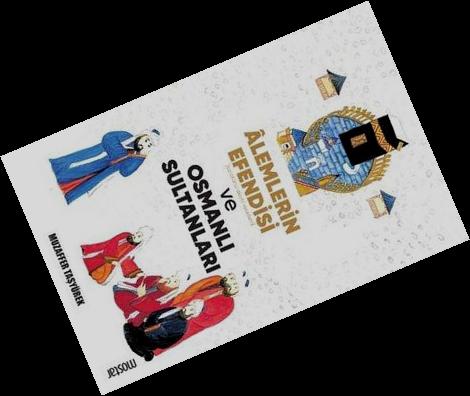 ÂLEMLERİN
EFENDİSİ
ve
OSMANLI
SULTANLARI
MUZAFFER TAŞYÜREK
mostar